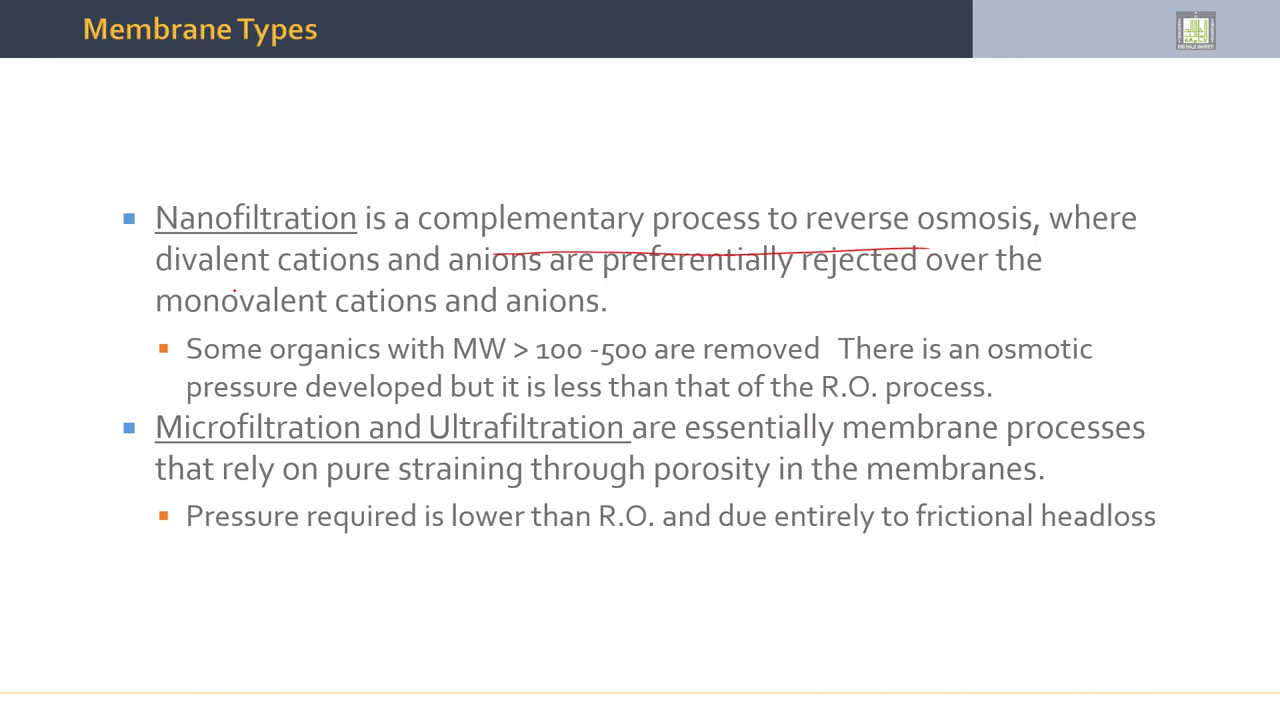 Membrane Types
Nanofiltration is a complementary process to reverse osmosis, where
divalent cations and anions are preferentially rejected over the
monovalent cations and anions.
Some organics with MW > 100 -500 are removed There is an osmotic
pressure developed but it is less than that of the R.O. process.
Microfiltration and Ultrafiltration are essentially membrane processes
that rely on pure straining through porosity in the membranes.
Pressure required is lower than R.O. and due entirely to frictional headloss